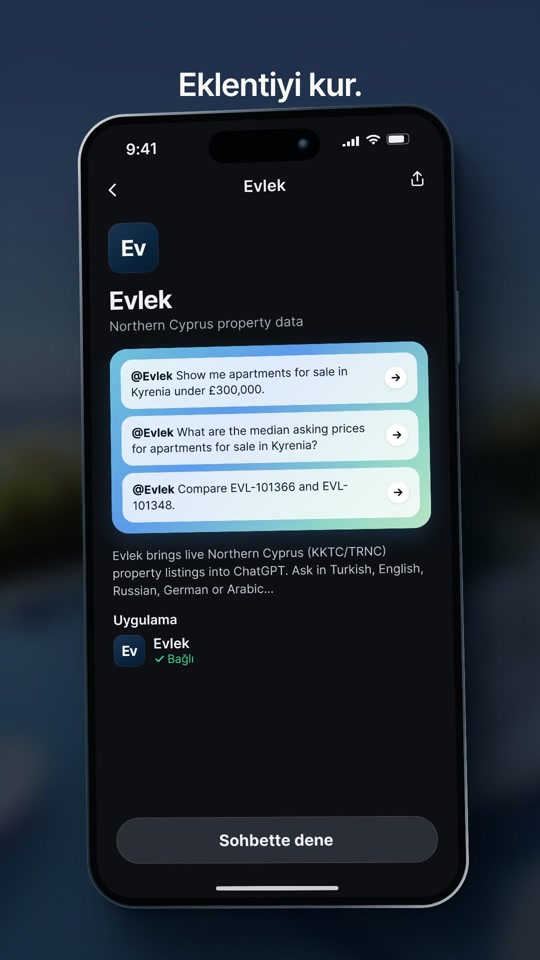 Eklentiyi kur.
9:41
Evlek
Ev
Evlek
Northern Cyprus property data
@Evlek Show me apartments for sale in
Kyrenia under £300,000.
@Evlek What are the median asking prices
for apartments for sale in Kyrenia?
@Evlek Compare EVL-101366 and EVL-
101348.
Evlek brings live Northern Cyprus (KKTC/TRNC)
property listings into ChatGPT. Ask in Turkish, English,
Russian, German or Arabic...
Uygulama
Ev
Evlek
Bağlı
Sohbette dene